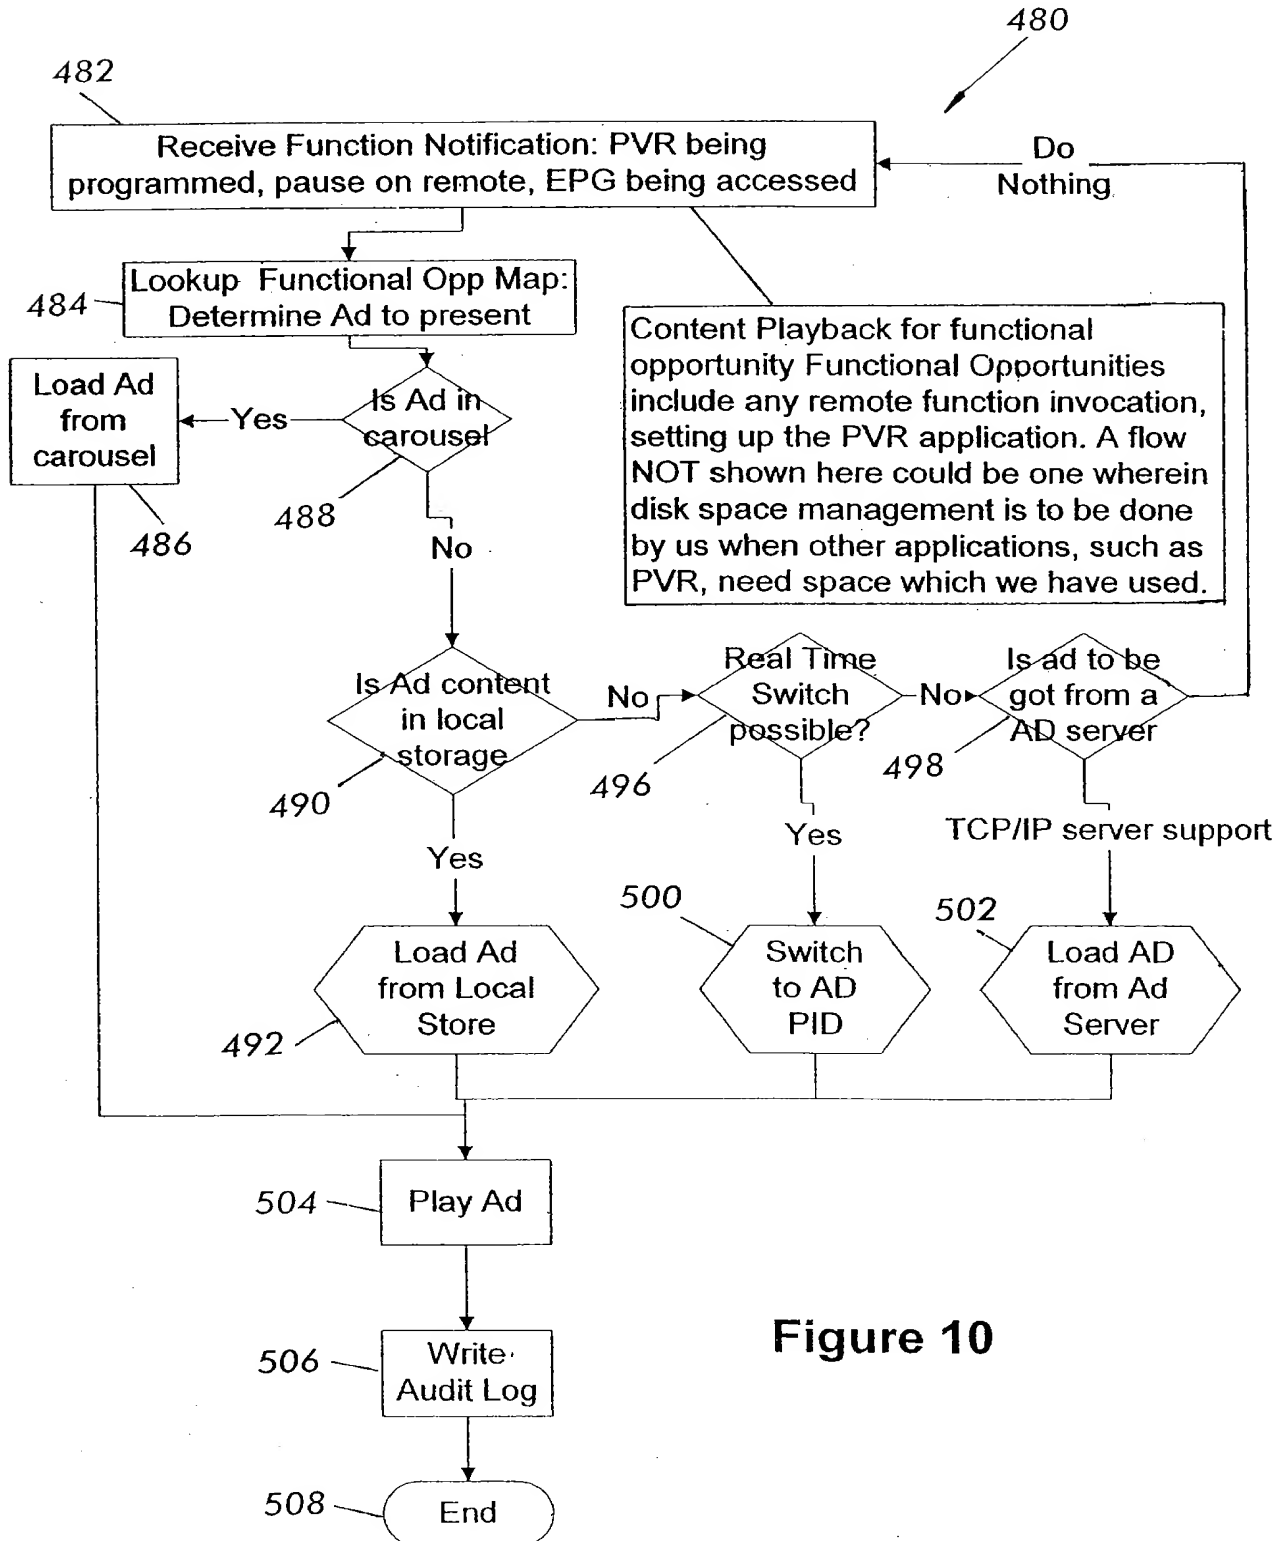 480
482
Receive Function Notification: PVR being
programmed, pause on remote, EPG being accessed
Do
Nothing
484
Lookup Functional Opp Map:
Determine Ad to present
Content Playback for functional
opportunity Functional Opportunities
include any remote function invocation,
setting up the PVR application. A flow
NOT shown here could be one wherein
disk space management is to be done
by us when other applications, such as
PVR, need space which we have used.
Load Ad
from
carousel
486
Yes
Is Ad in
carousel
488
No
Is Ad content
in local
storage
490
No
Real Time
Switch
possible?
496
No
Is ad to be
got from a
AD server
498
Yes
Yes
TCP/IP server support
Load Ad
from Local
Store
492
500
Switch
to AD
PID
502
Load AD
from Ad
Server
504
Play Ad
506
Write
Audit Log
508
End
Figure 10